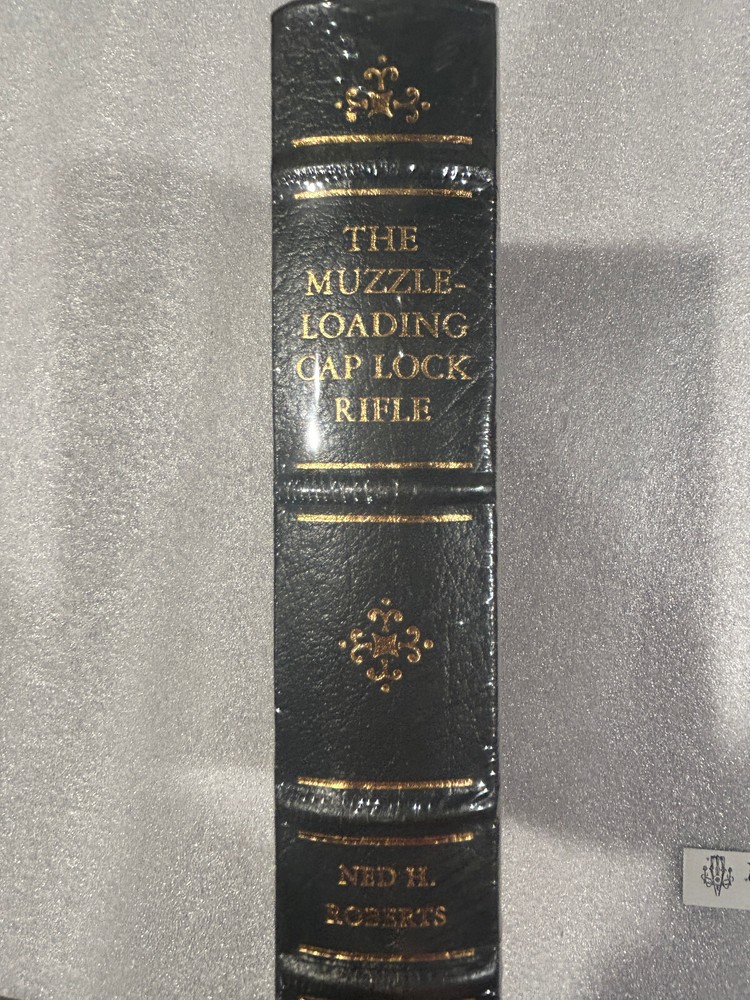 THE
MUZZLE-
LOADING
CAP LOCK
RIFLE
NED H.
ROBERTS